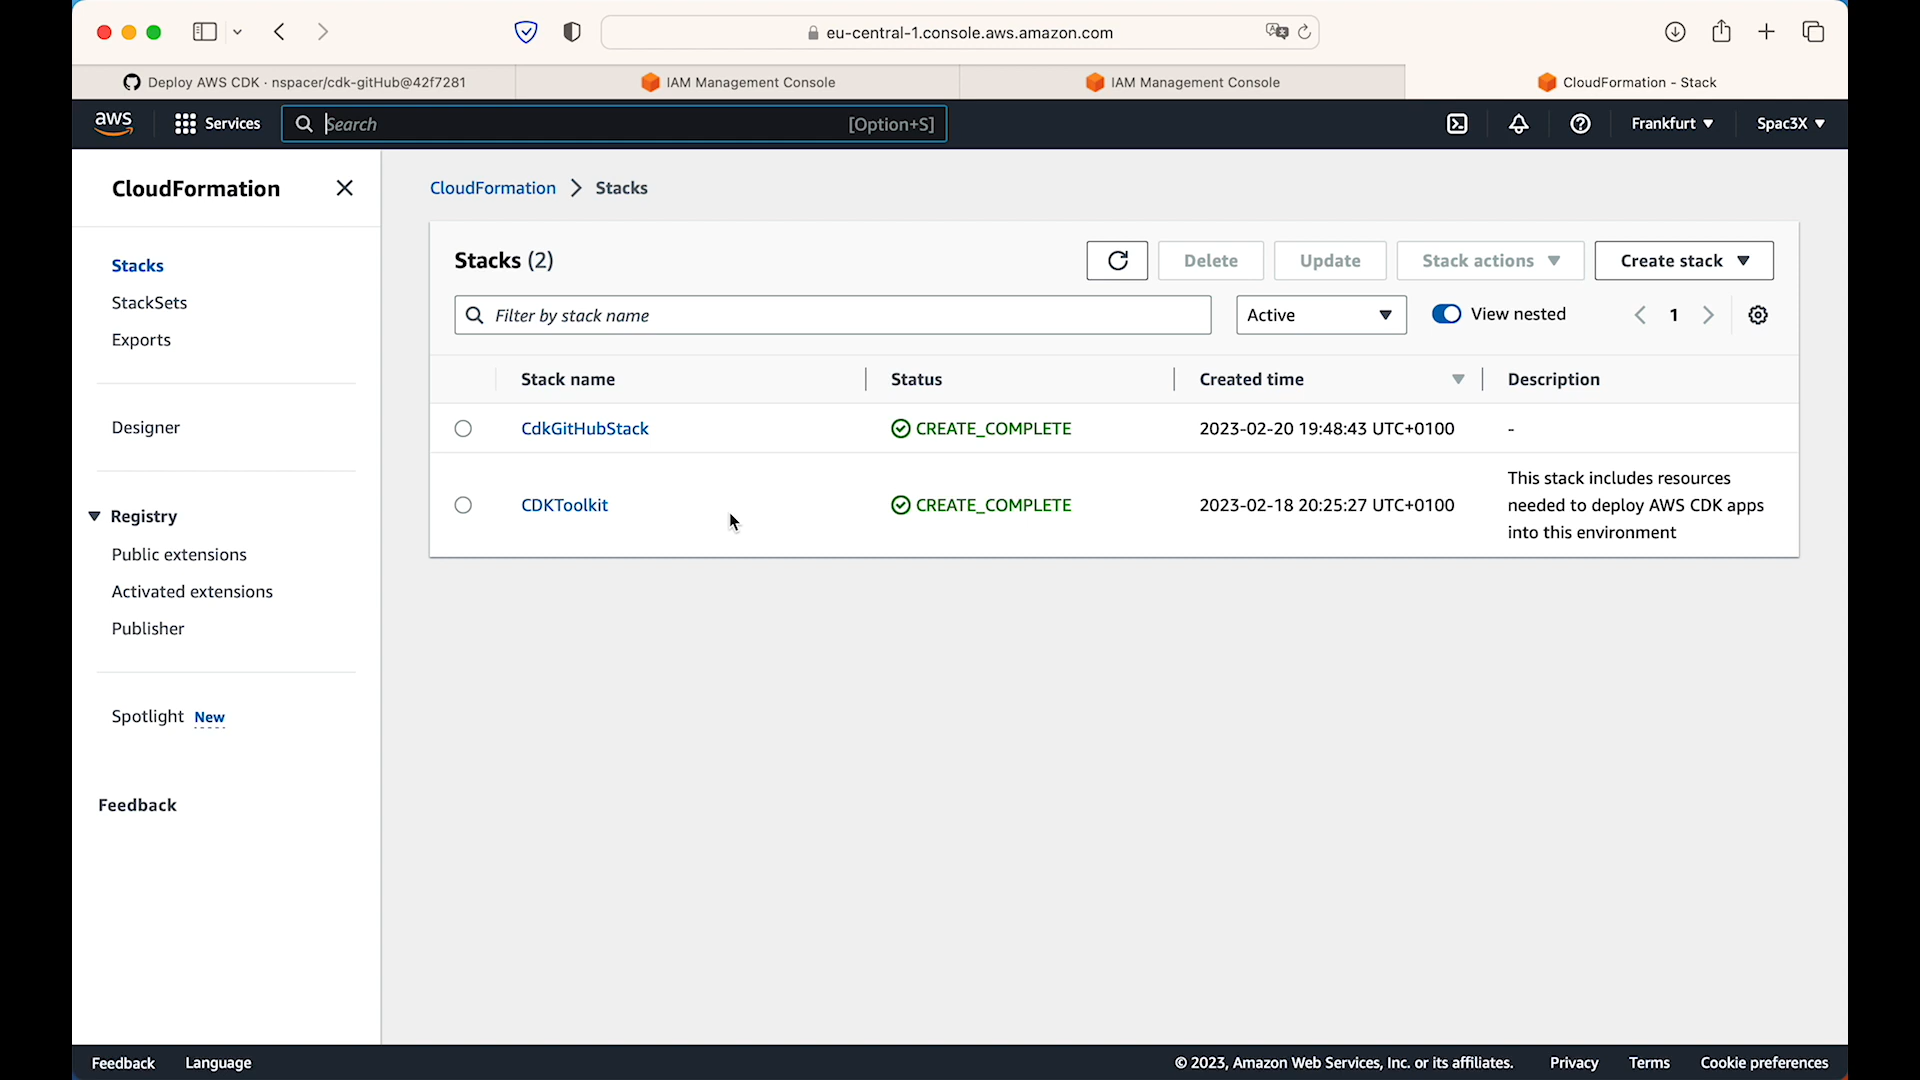 eu-central-1.console.aws.amazon.com
Deploy AWS CDK · nspacer/cdk-gitHub@42f7281
IAM Management Console
IAM Management Console
CloudFormation - Stack
aws
Services
Search
[Option+S]
Frankfurt
Spac3X
CloudFormation
Stacks
StackSets
Exports
Designer
Registry
Public extensions
Activated extensions
Publisher
Spotlight New
Feedback
CloudFormation > Stacks
Stacks (2)
Delete
Update
Stack actions
Create stack
Filter by stack name
Active
View nested
1
Stack name Status Created time Description
CdkGitHubStack CREATE_COMPLETE 2023-02-20 19:48:43 UTC+0100 -
CDKToolkit CREATE_COMPLETE 2023-02-18 20:25:27 UTC+0100
This stack includes resources
needed to deploy AWS CDK apps
into this environment
Feedback Language
© 2023, Amazon Web Services, Inc. or its affiliates. Privacy Terms Cookie preferences